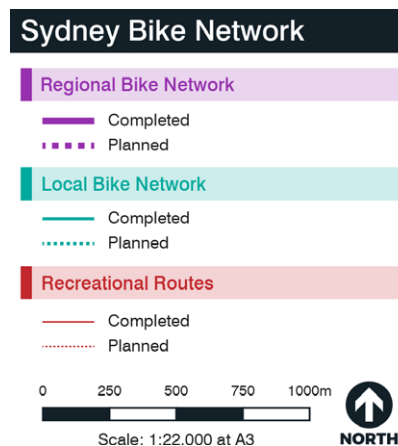 Sydney Bike Network
Regional Bike Network
Completed
Planned
Local Bike Network
Completed
Planned
Recreational Routes
Completed
Planned
0 250 500 750 1000m
Scale: 1:22,000 at A3
NORTH